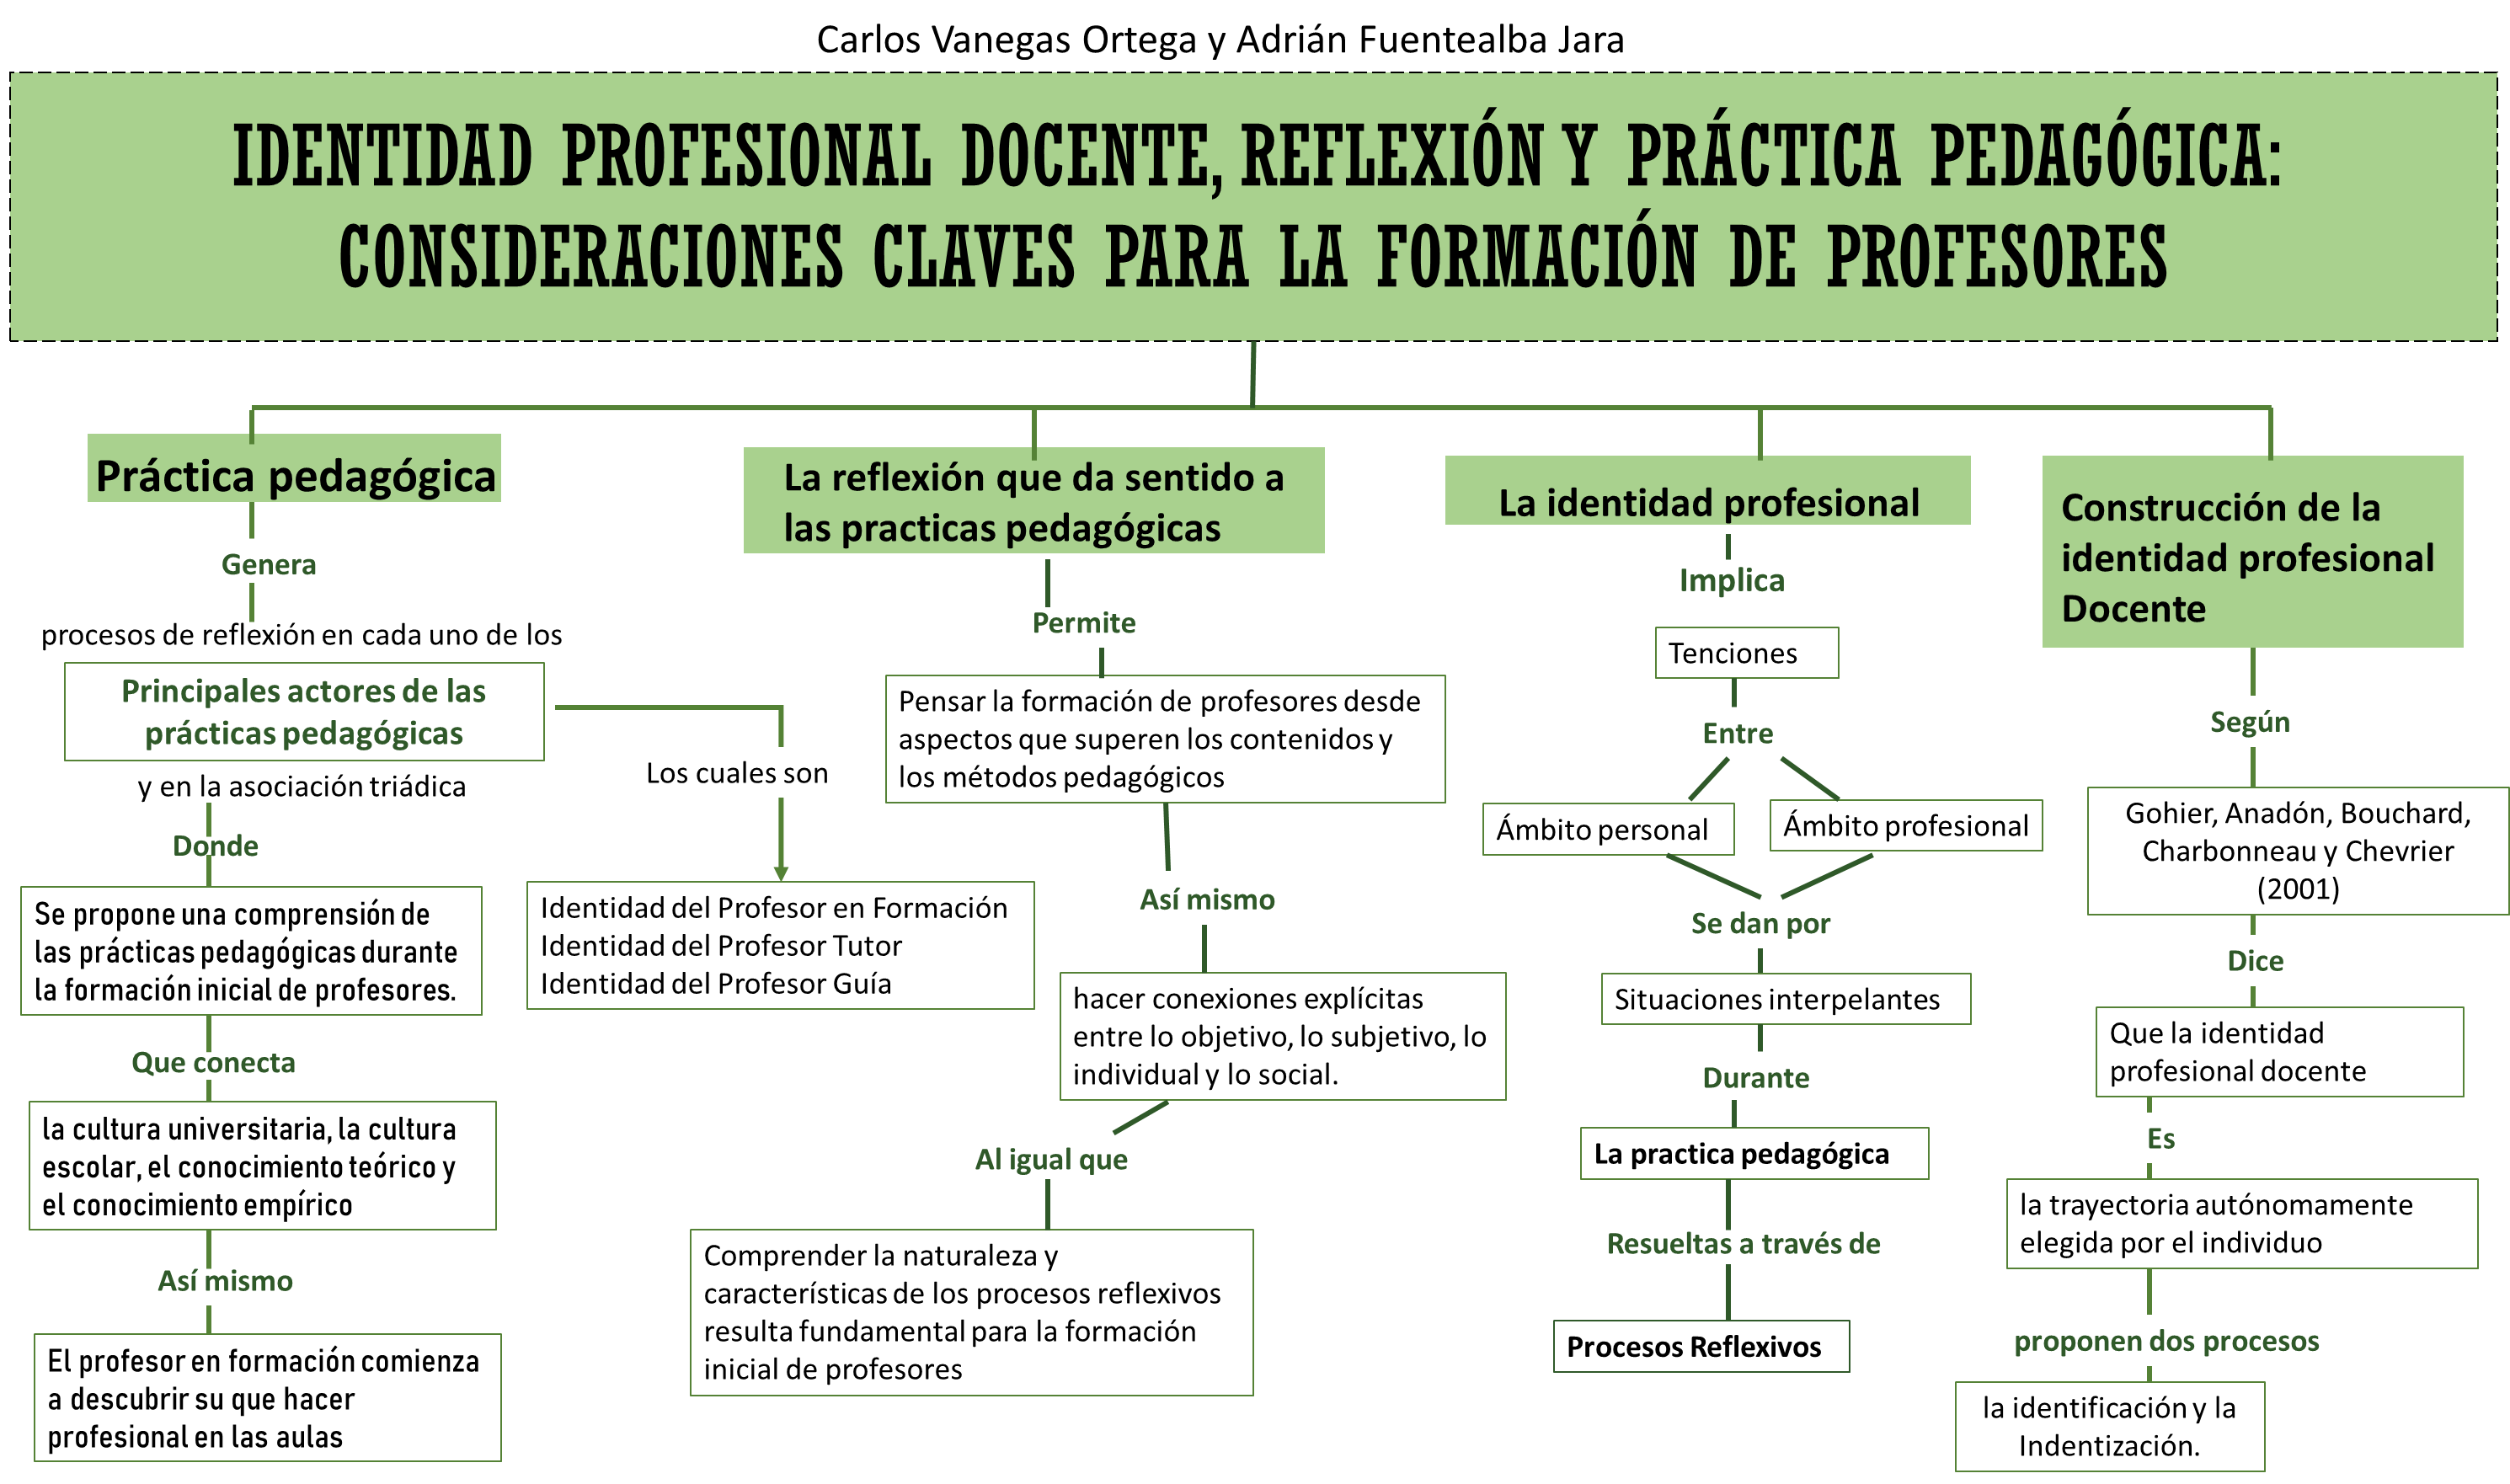 Carlos Vanegas Ortega y Adrián Fuentealba Jara
IDENTIDAD PROFESIONAL DOCENTE, REFLEXIÓN Y PRÁCTICA PEDAGÓGICA:
CONSIDERACIONES CLAVES PARA LA FORMACIÓN DE PROFESORES
Práctica pedagógica
Genera
procesos de reflexión en cada uno de los
Principales actores de las
prácticas pedagógicas
y en la asociación triádica
Donde
Se propone una comprensión de
las prácticas pedagógicas durante
la formación inicial de profesores.
Que conecta
la cultura universitaria, la cultura
escolar, el conocimiento teórico y
el conocimiento empírico
Así mismo
El profesor en formación comienza
a descubrir su que hacer
profesional en las aulas
Los cuales son
Identidad del Profesor en Formación
Identidad del Profesor Tutor
Identidad del Profesor Guía
La reflexión que da sentido a
las practicas pedagógicas
Permite
Pensar la formación de profesores desde
aspectos que superen los contenidos y
los métodos pedagógicos
Así mismo
hacer conexiones explícitas
entre lo objetivo, lo subjetivo, lo
individual y lo social.
Al igual que
Comprender la naturaleza y
características de los procesos reflexivos
resulta fundamental para la formación
inicial de profesores
La identidad profesional
Implica
Tenciones
Entre
Ámbito personal
Ámbito profesional
Se dan por
Situaciones interpelantes
Durante
La practica pedagógica
Resueltas a través de
Procesos Reflexivos
Construcción de la
identidad profesional
Docente
Según
Gohier, Anadón, Bouchard,
Charbonneau y Chevrier
(2001)
Dice
Que la identidad
profesional docente
Es
la trayectoria autónomamente
elegida por el individuo
proponen dos procesos
la identificación y la
Indentización.